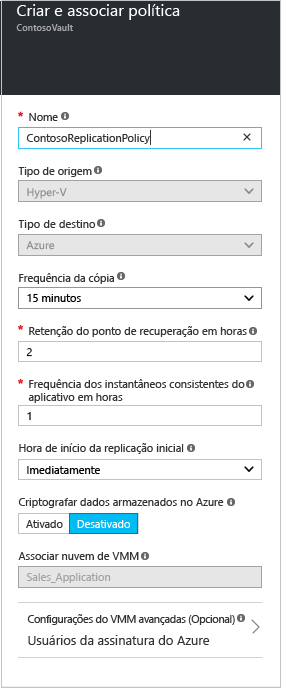 Criar e associar política
ContosoVault
* Nome
ContosoReplicationPolicy
Tipo de origem
Hyper-V
Tipo de destino
Azure
Frequência da cópia
15 minutos
* Retenção do ponto de recuperação em horas
2
* Frequência dos instantâneos consistentes do
aplicativo em horas
1
Hora de início da replicação inicial
Imediatamente
Criptografar dados armazenados no Azure
Ativado Desativado
Associar nuvem de VMM
Sales_Application
Configurações do VMM avançadas (Opcional)
Usuários da assinatura do Azure